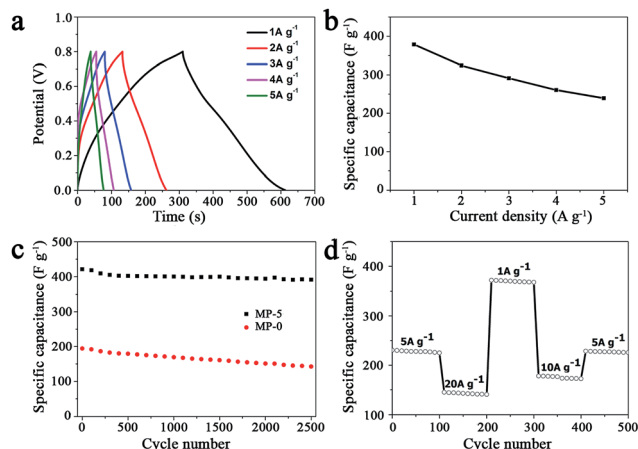 a
1A g-1
2A g-1
3A g-1
4A g-1
5A g-1
Potential (V)
0.8
0.6
0.4
0.2
0.0
0 100 200 300 400 500 600 700
Time (s)
b
Specific capacitance (F g-1)
400
300
200
100
0
1 2 3 4 5
Current density (A g-1)
c
Specific capacitance (F g-1)
500
400
300
200
100
0
MP-5
MP-0
0 500 1000 1500 2000 2500
Cycle number
d
Specific capacitance (F g-1)
400
300
200
100
5A g-1
20A g-1
1A g-1
10A g-1
5A g-1
0 100 200 300 400 500
Cycle number